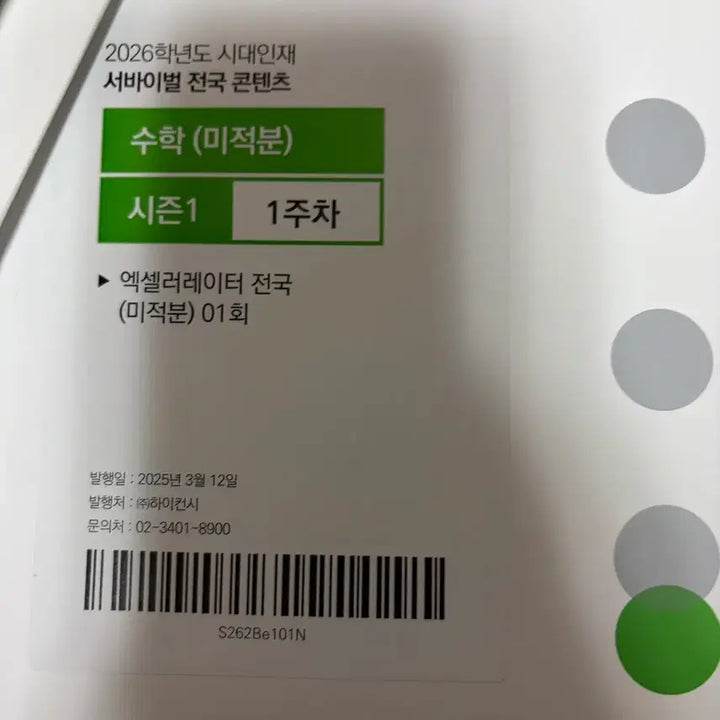 2026학년도 시대인재
서바이벌 전국 콘텐츠
수학 (미적분)
시즌1 1주차
▶ 엑셀러레이터 전국
(미적분) 01회
발행일 : 2025년 3월 12일
발행처 : ㈜하이컨시
문의처 : 02-3401-8900
S262Be101N